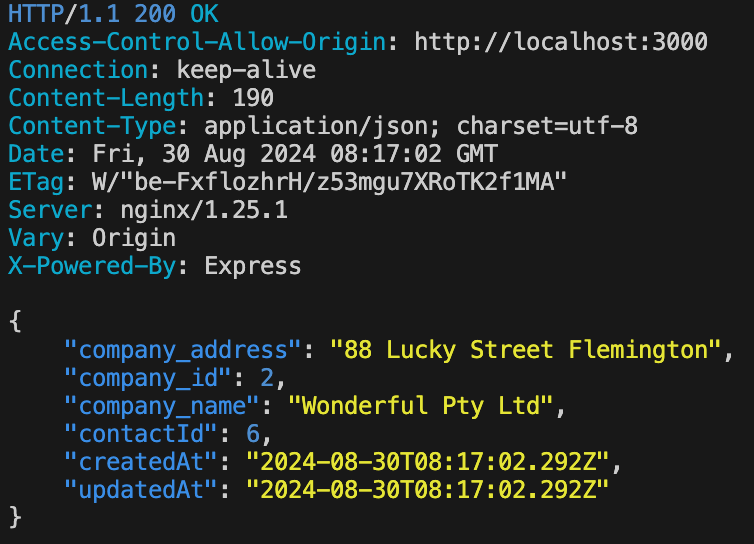 HTTP/1.1 200 OK
Access-Control-Allow-Origin: http://localhost:3000
Connection: keep-alive
Content-Length: 190
Content-Type: application/json; charset=utf-8
Date: Fri, 30 Aug 2024 08:17:02 GMT
ETag: W/"be-FxflozhrH/z53mgu7XRoTK2f1MA"
Server: nginx/1.25.1
Vary: Origin
X-Powered-By: Express

{
    "company_address": "88 Lucky Street Flemington",
    "company_id": 2,
    "company_name": "Wonderful Pty Ltd",
    "contactId": 6,
    "createdAt": "2024-08-30T08:17:02.292Z",
    "updatedAt": "2024-08-30T08:17:02.292Z"
}